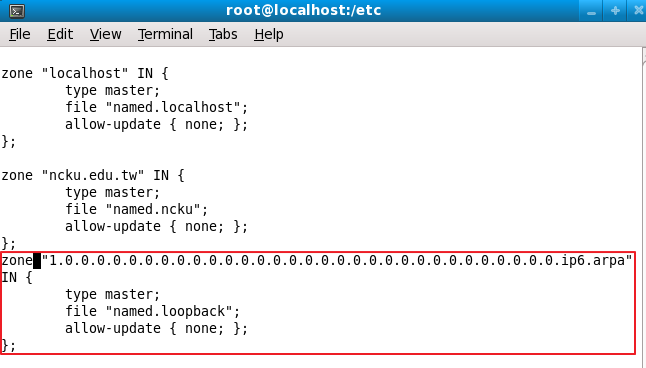 root@localhost:/etc
File Edit View Terminal Tabs Help
zone "localhost" IN {
        type master;
        file "named.localhost";
        allow-update { none; };
};
zone "ncku.edu.tw" IN {
        type master;
        file "named.ncku";
        allow-update { none; };
};
zone "1.0.0.0.0.0.0.0.0.0.0.0.0.0.0.0.0.0.0.0.0.0.0.0.0.0.0.0.0.0.0.0.ip6.arpa"
IN {
        type master;
        file "named.loopback";
        allow-update { none; };
};